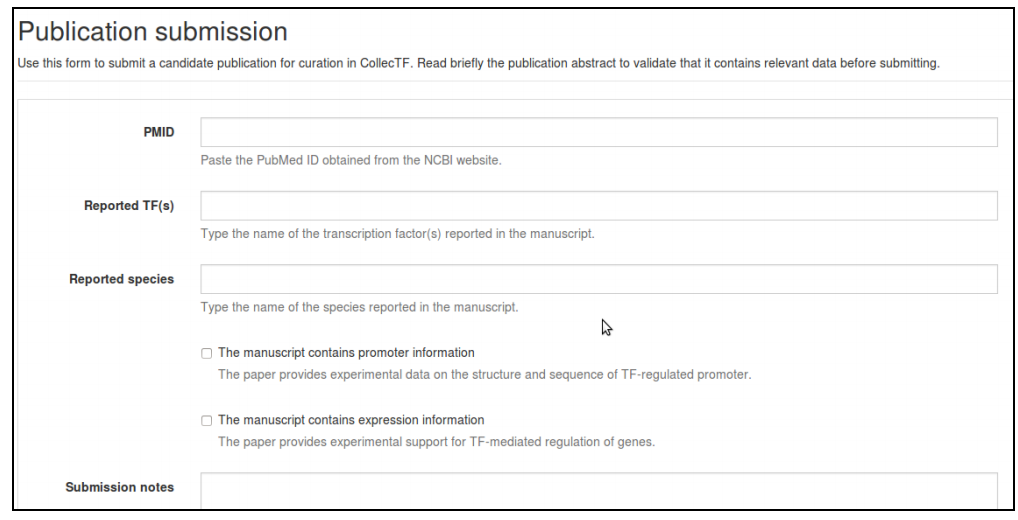 Publication submission
Use this form to submit a candidate publication for curation in CollecTF. Read briefly the publication abstract to validate that it contains relevant data before submitting.
PMID
Paste the PubMed ID obtained from the NCBI website.
Reported TF(s)
Type the name of the transcription factor(s) reported in the manuscript.
Reported species
Type the name of the species reported in the manuscript.
The manuscript contains promoter information
The paper provides experimental data on the structure and sequence of TF-regulated promoter.
The manuscript contains expression information
The paper provides experimental support for TF-mediated regulation of genes.
Submission notes